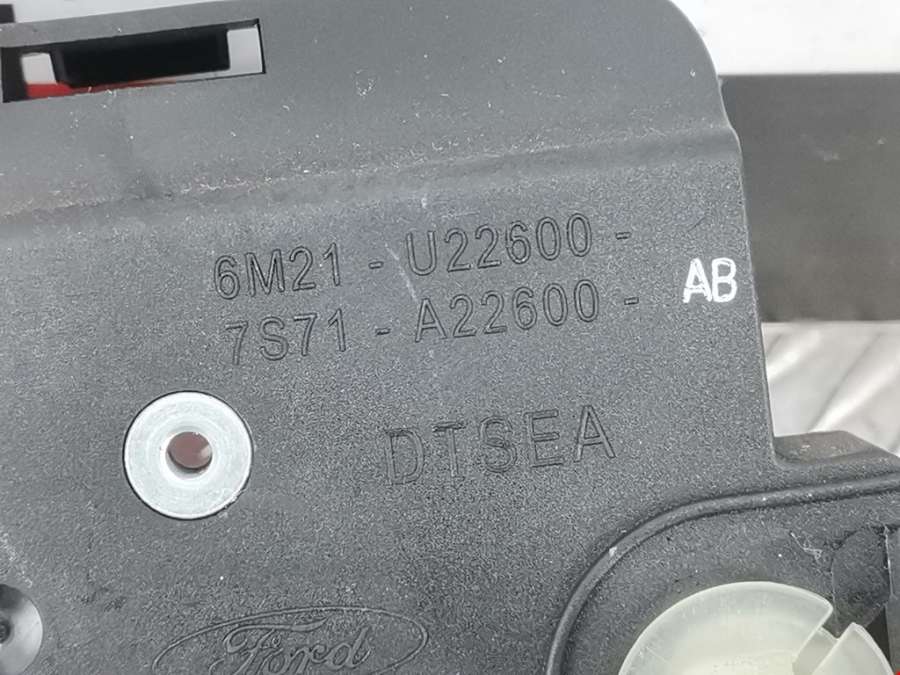 6M21 - U22600 -
7S71 - A22600 -
AB
DTSEA
Ford